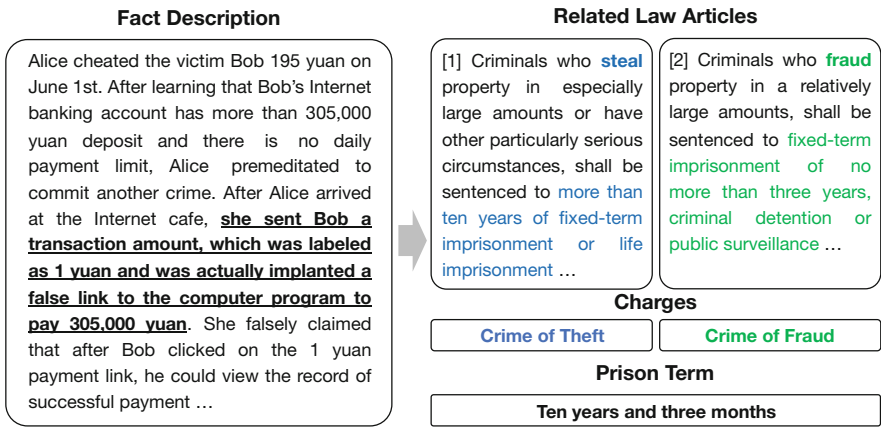 Fact Description
Alice cheated the victim Bob 195 yuan on
June 1st. After learning that Bob's Internet
banking account has more than 305,000
yuan deposit and there is no daily
payment limit, Alice premeditated to
commit another crime. After Alice arrived
at the Internet cafe, she sent Bob a
transaction amount, which was labeled
as 1 yuan and was actually implanted a
false link to the computer program to
pay 305,000 yuan. She falsely claimed
that after Bob clicked on the 1 yuan
payment link, he could view the record of
successful payment ...
Related Law Articles
[1] Criminals who steal
property in especially
large amounts or have
other particularly serious
circumstances, shall be
sentenced to more than
ten years of fixed-term
imprisonment or life
imprisonment ...
[2] Criminals who fraud
property in a relatively
large amounts, shall be
sentenced to fixed-term
imprisonment of no
more than three years,
criminal detention or
public surveillance ...
Charges
Crime of Theft
Crime of Fraud
Prison Term
Ten years and three months